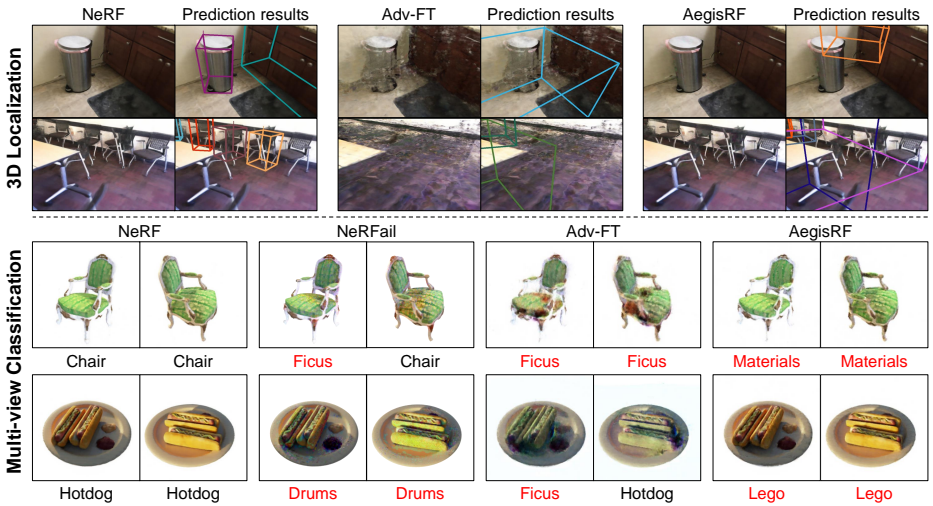 NeRF Prediction results Adv-FT Prediction results AegisRF Prediction results
3D Localization
NeRF NeRFail Adv-FT AegisRF
Multi-view Classification
Chair Chair Ficus Chair Ficus Ficus Materials Materials
Hotdog Hotdog Drums Drums Ficus Hotdog Lego Lego